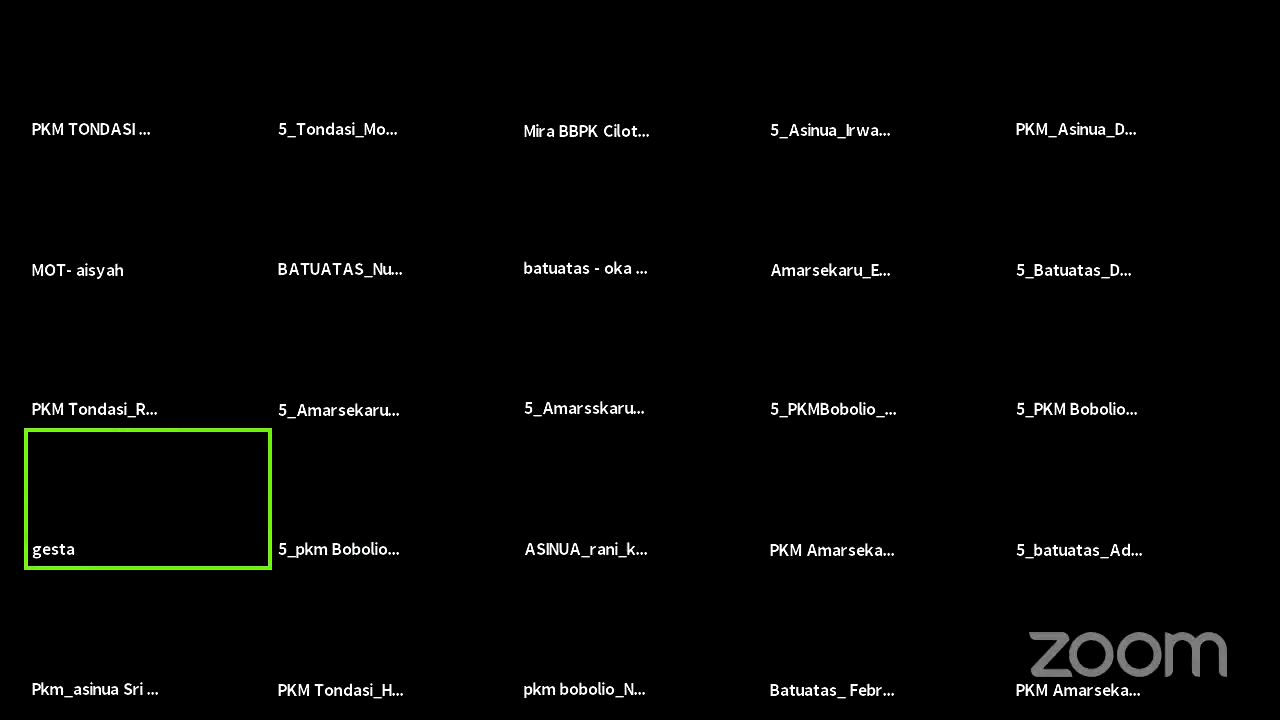 PKM TONDASI ...
5_Tondasi_Mo...
Mira BBPK Cilot...
5_Asinua_Irwa...
PKM_Asinua_D...
MOT- aisyah
BATUATAS_Nu...
batuatas - oka ...
Amarsekaru_E...
5_Batuatas_D...
PKM Tondasi_R...
5_Amarsekaru...
5_Amarsskaru...
5_PKMBobolio_...
5_PKM Bobolio...
gesta
5_pkm Bobolio...
ASINUA_rani_k...
PKM Amarseka...
5_batuatas_Ad...
Pkm_asinua Sri ...
PKM Tondasi_H...
pkm bobolio_N...
Batuatas_ Febr...
PKM Amarseka...
zoom